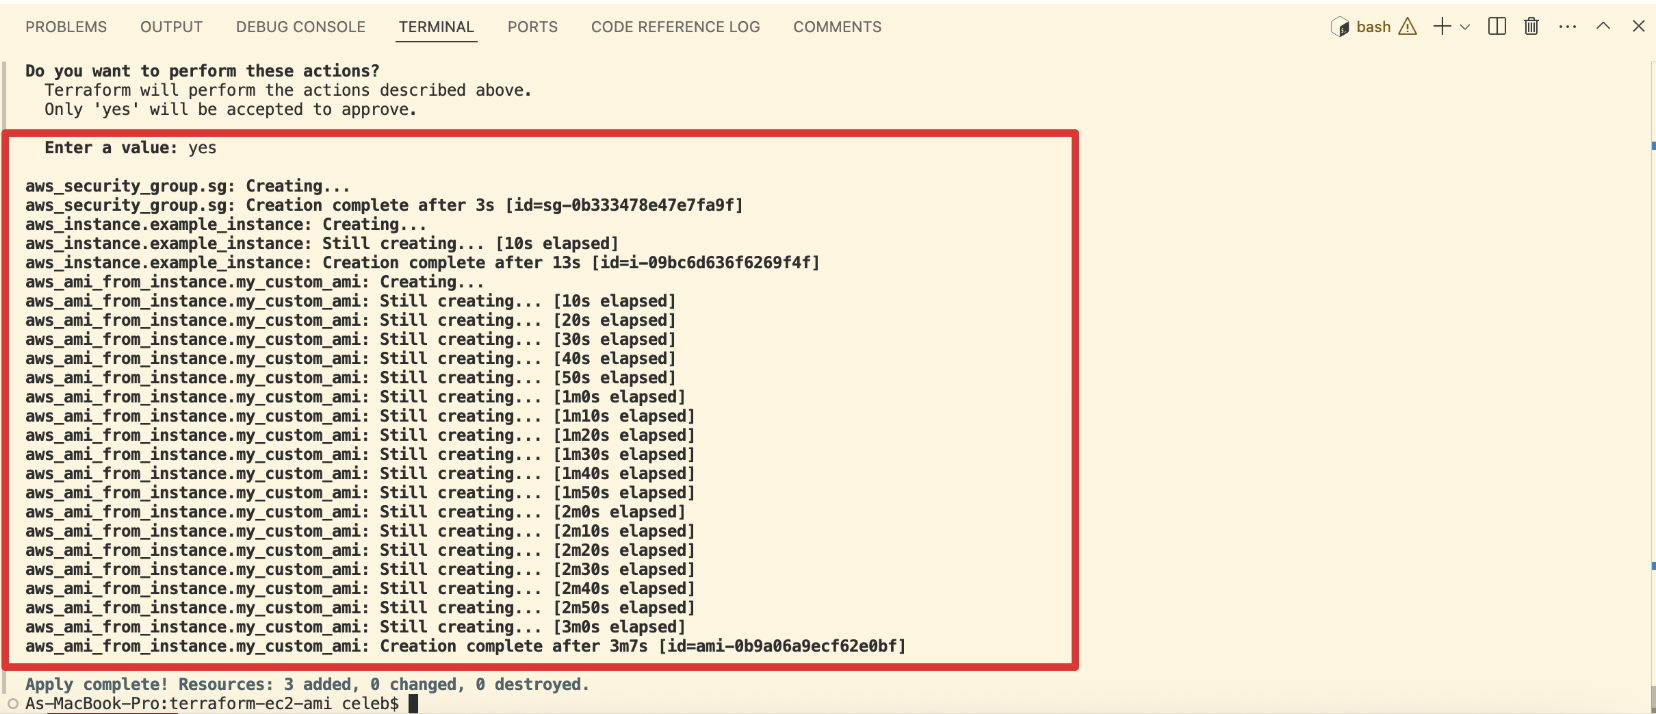 PROBLEMS OUTPUT DEBUG CONSOLE TERMINAL PORTS CODE REFERENCE LOG COMMENTS bash
Do you want to perform these actions?
Terraform will perform the actions described above.
Only 'yes' will be accepted to approve.
Enter a value: yes
aws_security_group.sg: Creating...
aws_security_group.sg: Creation complete after 3s [id=sg-0b333478e47e7fa9f]
aws_instance.example_instance: Creating...
aws_instance.example_instance: Still creating... [10s elapsed]
aws_instance.example_instance: Creation complete after 13s [id=i-09bc6d636f6269f4f]
aws_ami_from_instance.my_custom_ami: Creating...
aws_ami_from_instance.my_custom_ami: Still creating... [10s elapsed]
aws_ami_from_instance.my_custom_ami: Still creating... [20s elapsed]
aws_ami_from_instance.my_custom_ami: Still creating... [30s elapsed]
aws_ami_from_instance.my_custom_ami: Still creating... [40s elapsed]
aws_ami_from_instance.my_custom_ami: Still creating... [50s elapsed]
aws_ami_from_instance.my_custom_ami: Still creating... [1m0s elapsed]
aws_ami_from_instance.my_custom_ami: Still creating... [1m10s elapsed]
aws_ami_from_instance.my_custom_ami: Still creating... [1m20s elapsed]
aws_ami_from_instance.my_custom_ami: Still creating... [1m30s elapsed]
aws_ami_from_instance.my_custom_ami: Still creating... [1m40s elapsed]
aws_ami_from_instance.my_custom_ami: Still creating... [1m50s elapsed]
aws_ami_from_instance.my_custom_ami: Still creating... [2m0s elapsed]
aws_ami_from_instance.my_custom_ami: Still creating... [2m10s elapsed]
aws_ami_from_instance.my_custom_ami: Still creating... [2m20s elapsed]
aws_ami_from_instance.my_custom_ami: Still creating... [2m30s elapsed]
aws_ami_from_instance.my_custom_ami: Still creating... [2m40s elapsed]
aws_ami_from_instance.my_custom_ami: Still creating... [2m50s elapsed]
aws_ami_from_instance.my_custom_ami: Still creating... [3m0s elapsed]
aws_ami_from_instance.my_custom_ami: Creation complete after 3m7s [id=ami-0b9a06a9ecf62e0bf]
Apply complete! Resources: 3 added, 0 changed, 0 destroyed.
As-MacBook-Pro:terraform-ec2-ami celeb$